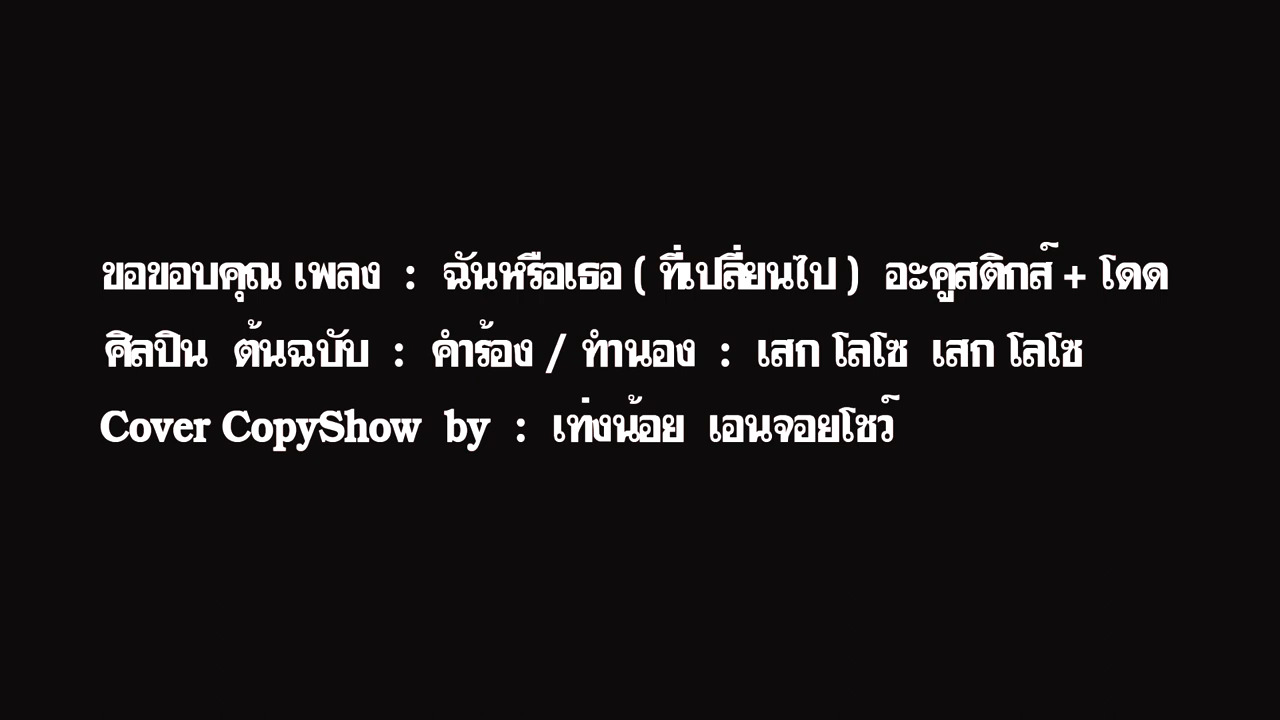 ขอขอบคุณ เพลง : ฉันหรือเธอ ( ที่เปลี่ยนไป ) อะคูสติกส์ + โดด
ศิลปิน ต้นฉบับ : คำร้อง / ทำนอง : เสก โลโซ เสก โลโซ
Cover CopyShow by : เท่งน้อย เอนจอยโชว์